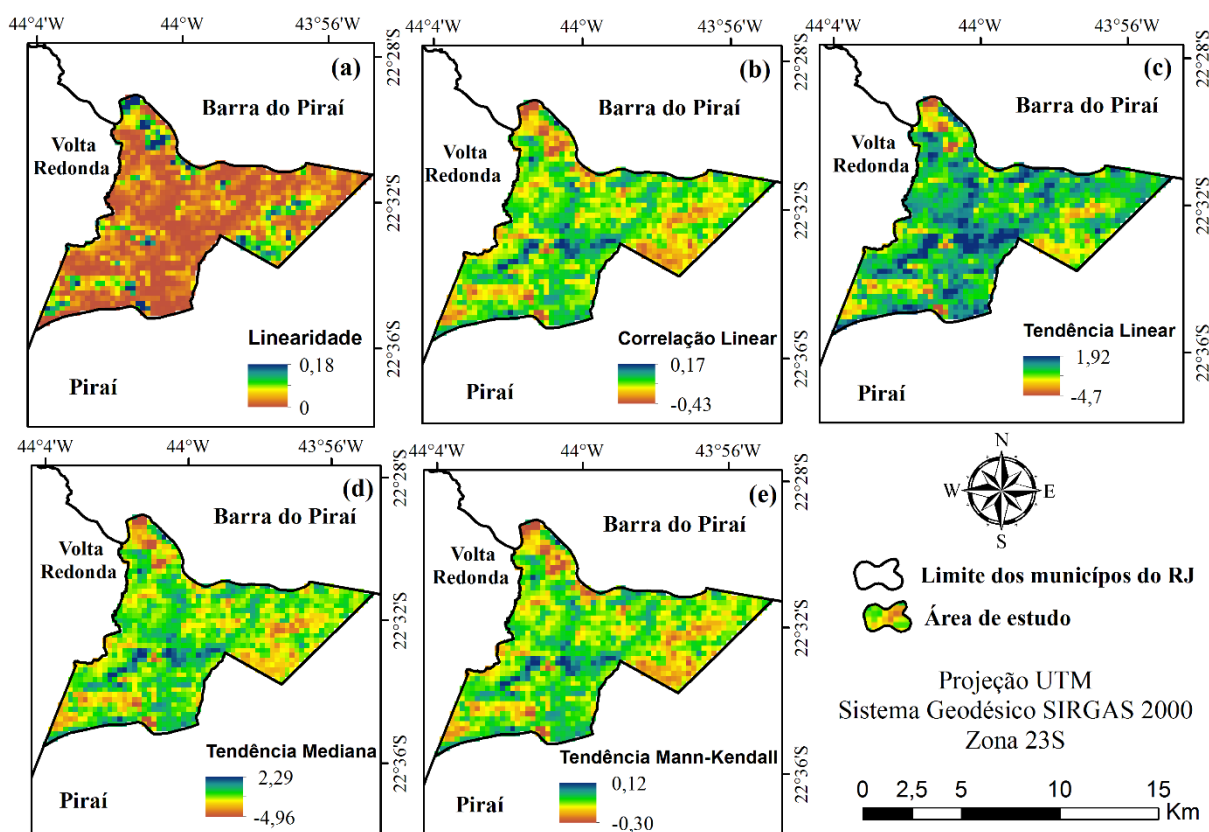 44°4'W 44°W 43°56'W
(a)
Barra do Piraí
Volta
Redonda
Linearidade
0,18
0
Piraí
22°28'S
22°32'S
22°36'S
44°4'W 44°W 43°56'W
(b)
Barra do Piraí
Volta
Redonda
Correlação Linear
0,17
-0,43
Piraí
22°28'S
22°32'S
22°36'S
44°W 43°56'W
(c)
Barra do Piraí
Volta
Redonda
Tendência Linear
1,92
-4,7
Piraí
22°28'S
22°32'S
22°36'S
44°4'W 44°W 43°56'W
(d)
Barra do Piraí
Volta
Redonda
Tendência Mediana
2,29
-4,96
Piraí
22°28'S
22°32'S
22°36'S
44°4'W 44°W 43°56'W
(e)
Barra do Piraí
Volta
Redonda
Tendência Mann-Kendall
0,12
-0,30
Piraí
22°28'S
22°32'S
22°36'S
N
W E
S
Limite dos municípos do RJ
Área de estudo
Projeção UTM
Sistema Geodésico SIRGAS 2000
Zona 23S
0 2,5 5 10 15
Km